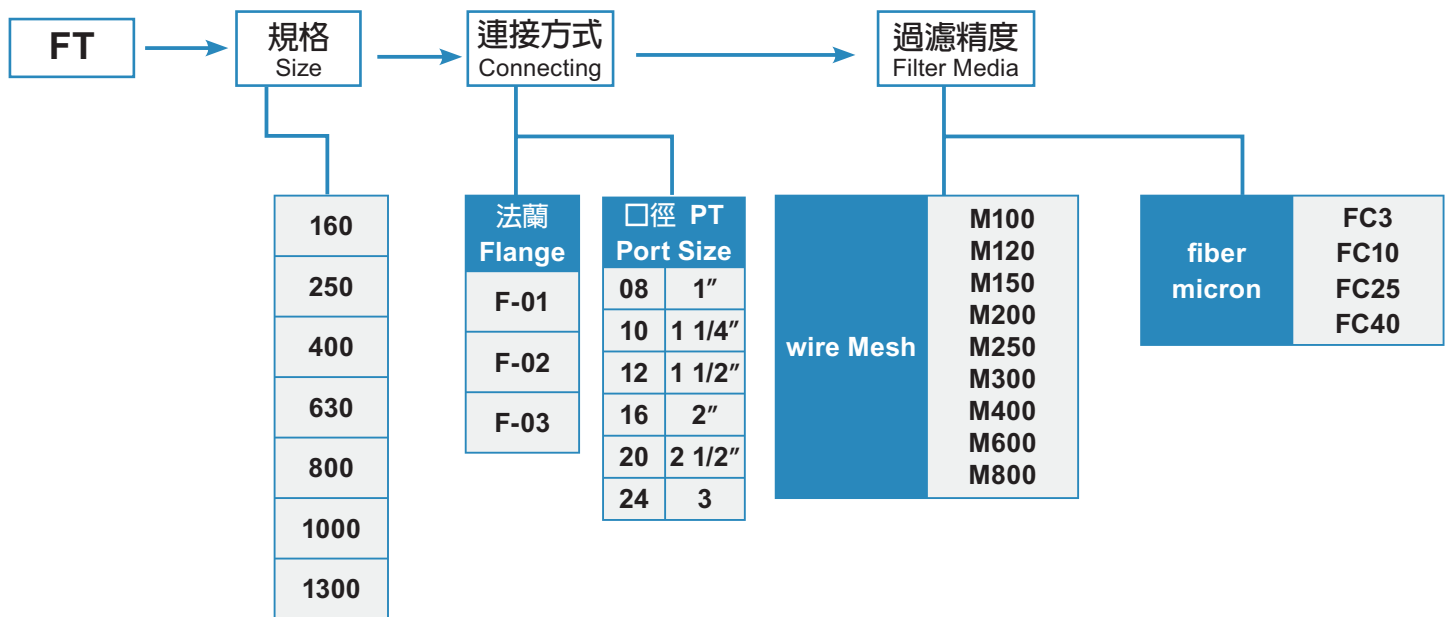 FT
規格
Size
連接方式
Connecting
過濾精度
Filter Media
160
250
400
630
800
1000
1300
法蘭
Flange
F-01
F-02
F-03
口徑 PT
Port Size
08 1″
10 1 1/4″
12 1 1/2″
16 2″
20 2 1/2″
24 3
wire Mesh
M100
M120
M150
M200
M250
M300
M400
M600
M800
fiber
micron
FC3
FC10
FC25
FC40